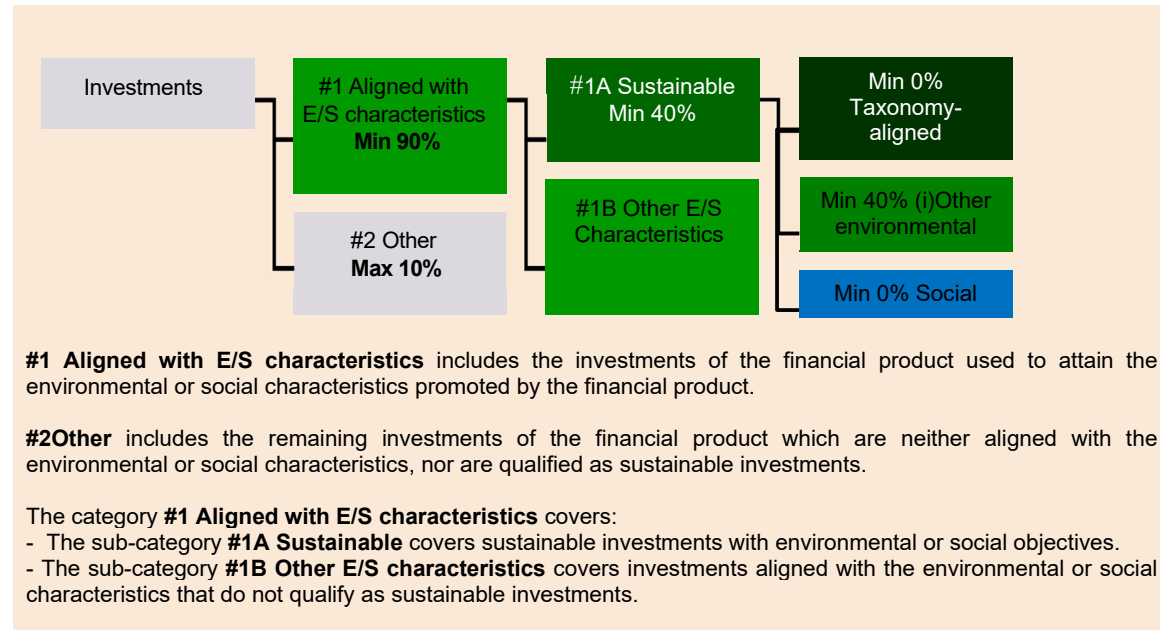 Investments
#1 Aligned with
E/S characteristics
Min 90%
#2 Other
Max 10%
#1A Sustainable
Min 40%
#1B Other E/S
Characteristics
Min 0%
Taxonomy-
aligned
Min 40% (i)Other
environmental
Min 0% Social
#1 Aligned with E/S characteristics includes the investments of the financial product used to attain the
environmental or social characteristics promoted by the financial product.
#2Other includes the remaining investments of the financial product which are neither aligned with the
environmental or social characteristics, nor are qualified as sustainable investments.
The category #1 Aligned with E/S characteristics covers:
- The sub-category #1A Sustainable covers sustainable investments with environmental or social objectives.
- The sub-category #1B Other E/S characteristics covers investments aligned with the environmental or social
characteristics that do not qualify as sustainable investments.